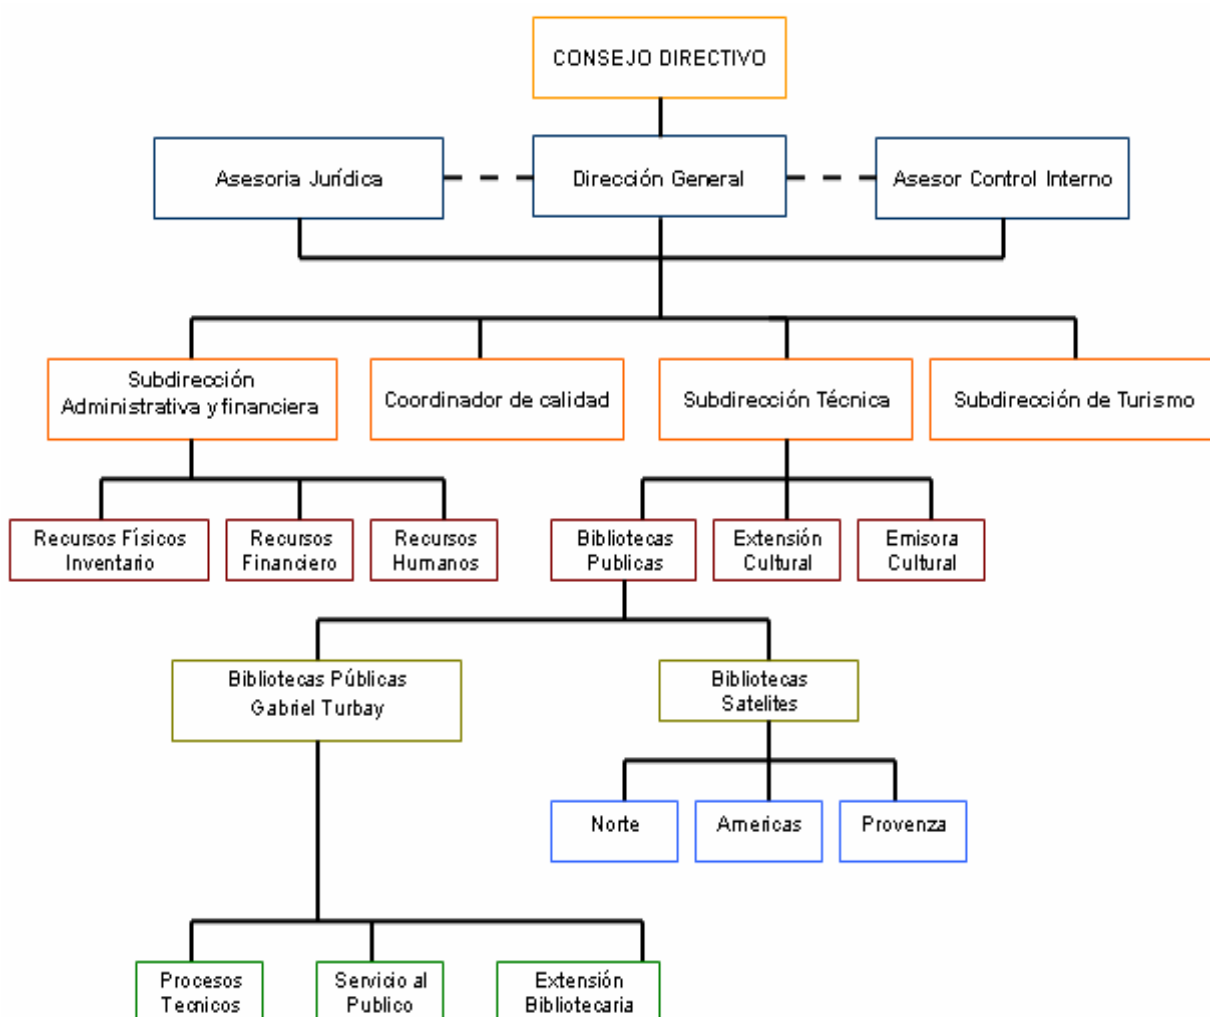 CONSEJO DIRECTIVO
Asesoria Jurídica
Dirección General
Asesor Control Interno
Subdirección
Administrativa y financiera
Coordinador de calidad
Subdirección Técnica
Subdirección de Turismo
Recursos Físicos
Inventario
Recursos
Financiero
Recursos
Humanos
Bibliotecas
Publicas
Extensión
Cultural
Emisora
Cultural
Bibliotecas Públicas
Gabriel Turbay
Bibliotecas
Satelites
Norte
Americas
Provenza
Procesos
Tecnicos
Servicio al
Publico
Extensión
Bibliotecaria